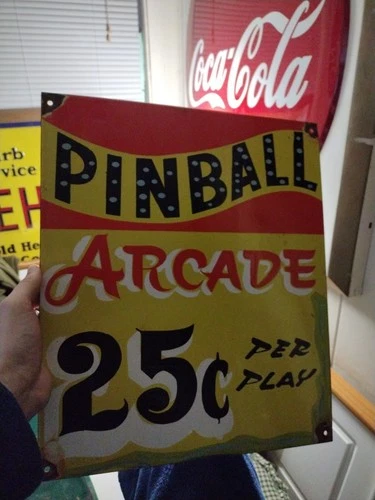 Coca-Cola
PINBALL
ARCADE
25¢
PER
PLAY